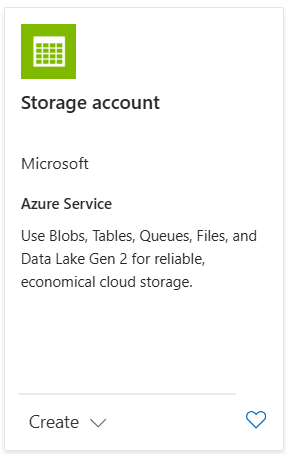 Storage account
Microsoft
Azure Service
Use Blobs, Tables, Queues, Files, and
Data Lake Gen 2 for reliable,
economical cloud storage.
Create